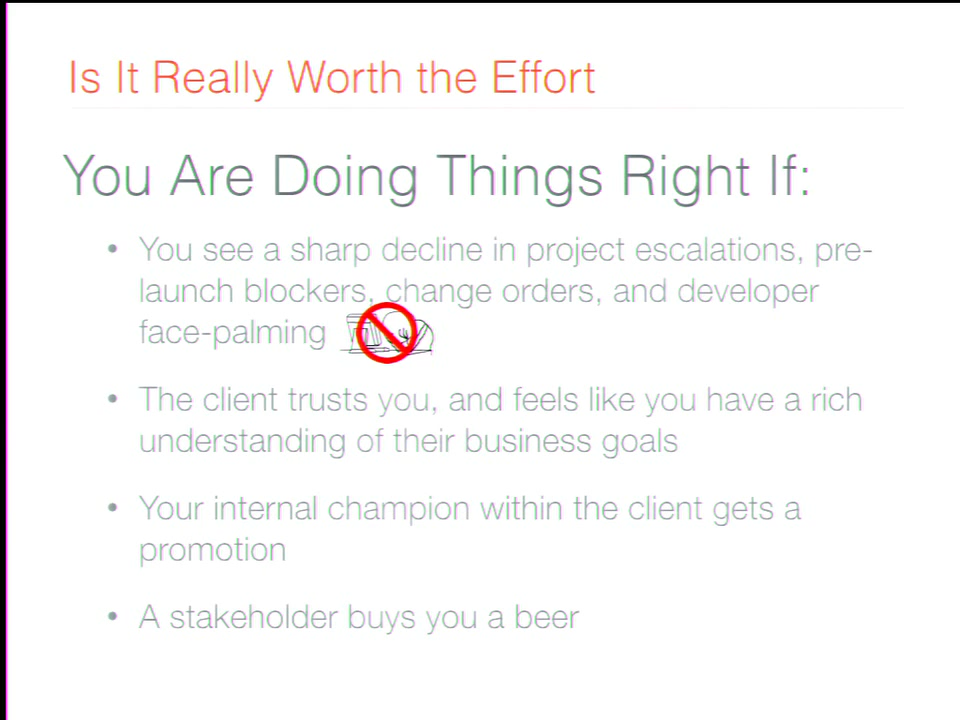 Is It Really Worth the Effort
You Are Doing Things Right If:
• You see a sharp decline in project escalations, pre-
launch blockers, change orders, and developer
face-palming
• The client trusts you, and feels like you have a rich
understanding of their business goals
• Your internal champion within the client gets a
promotion
• A stakeholder buys you a beer